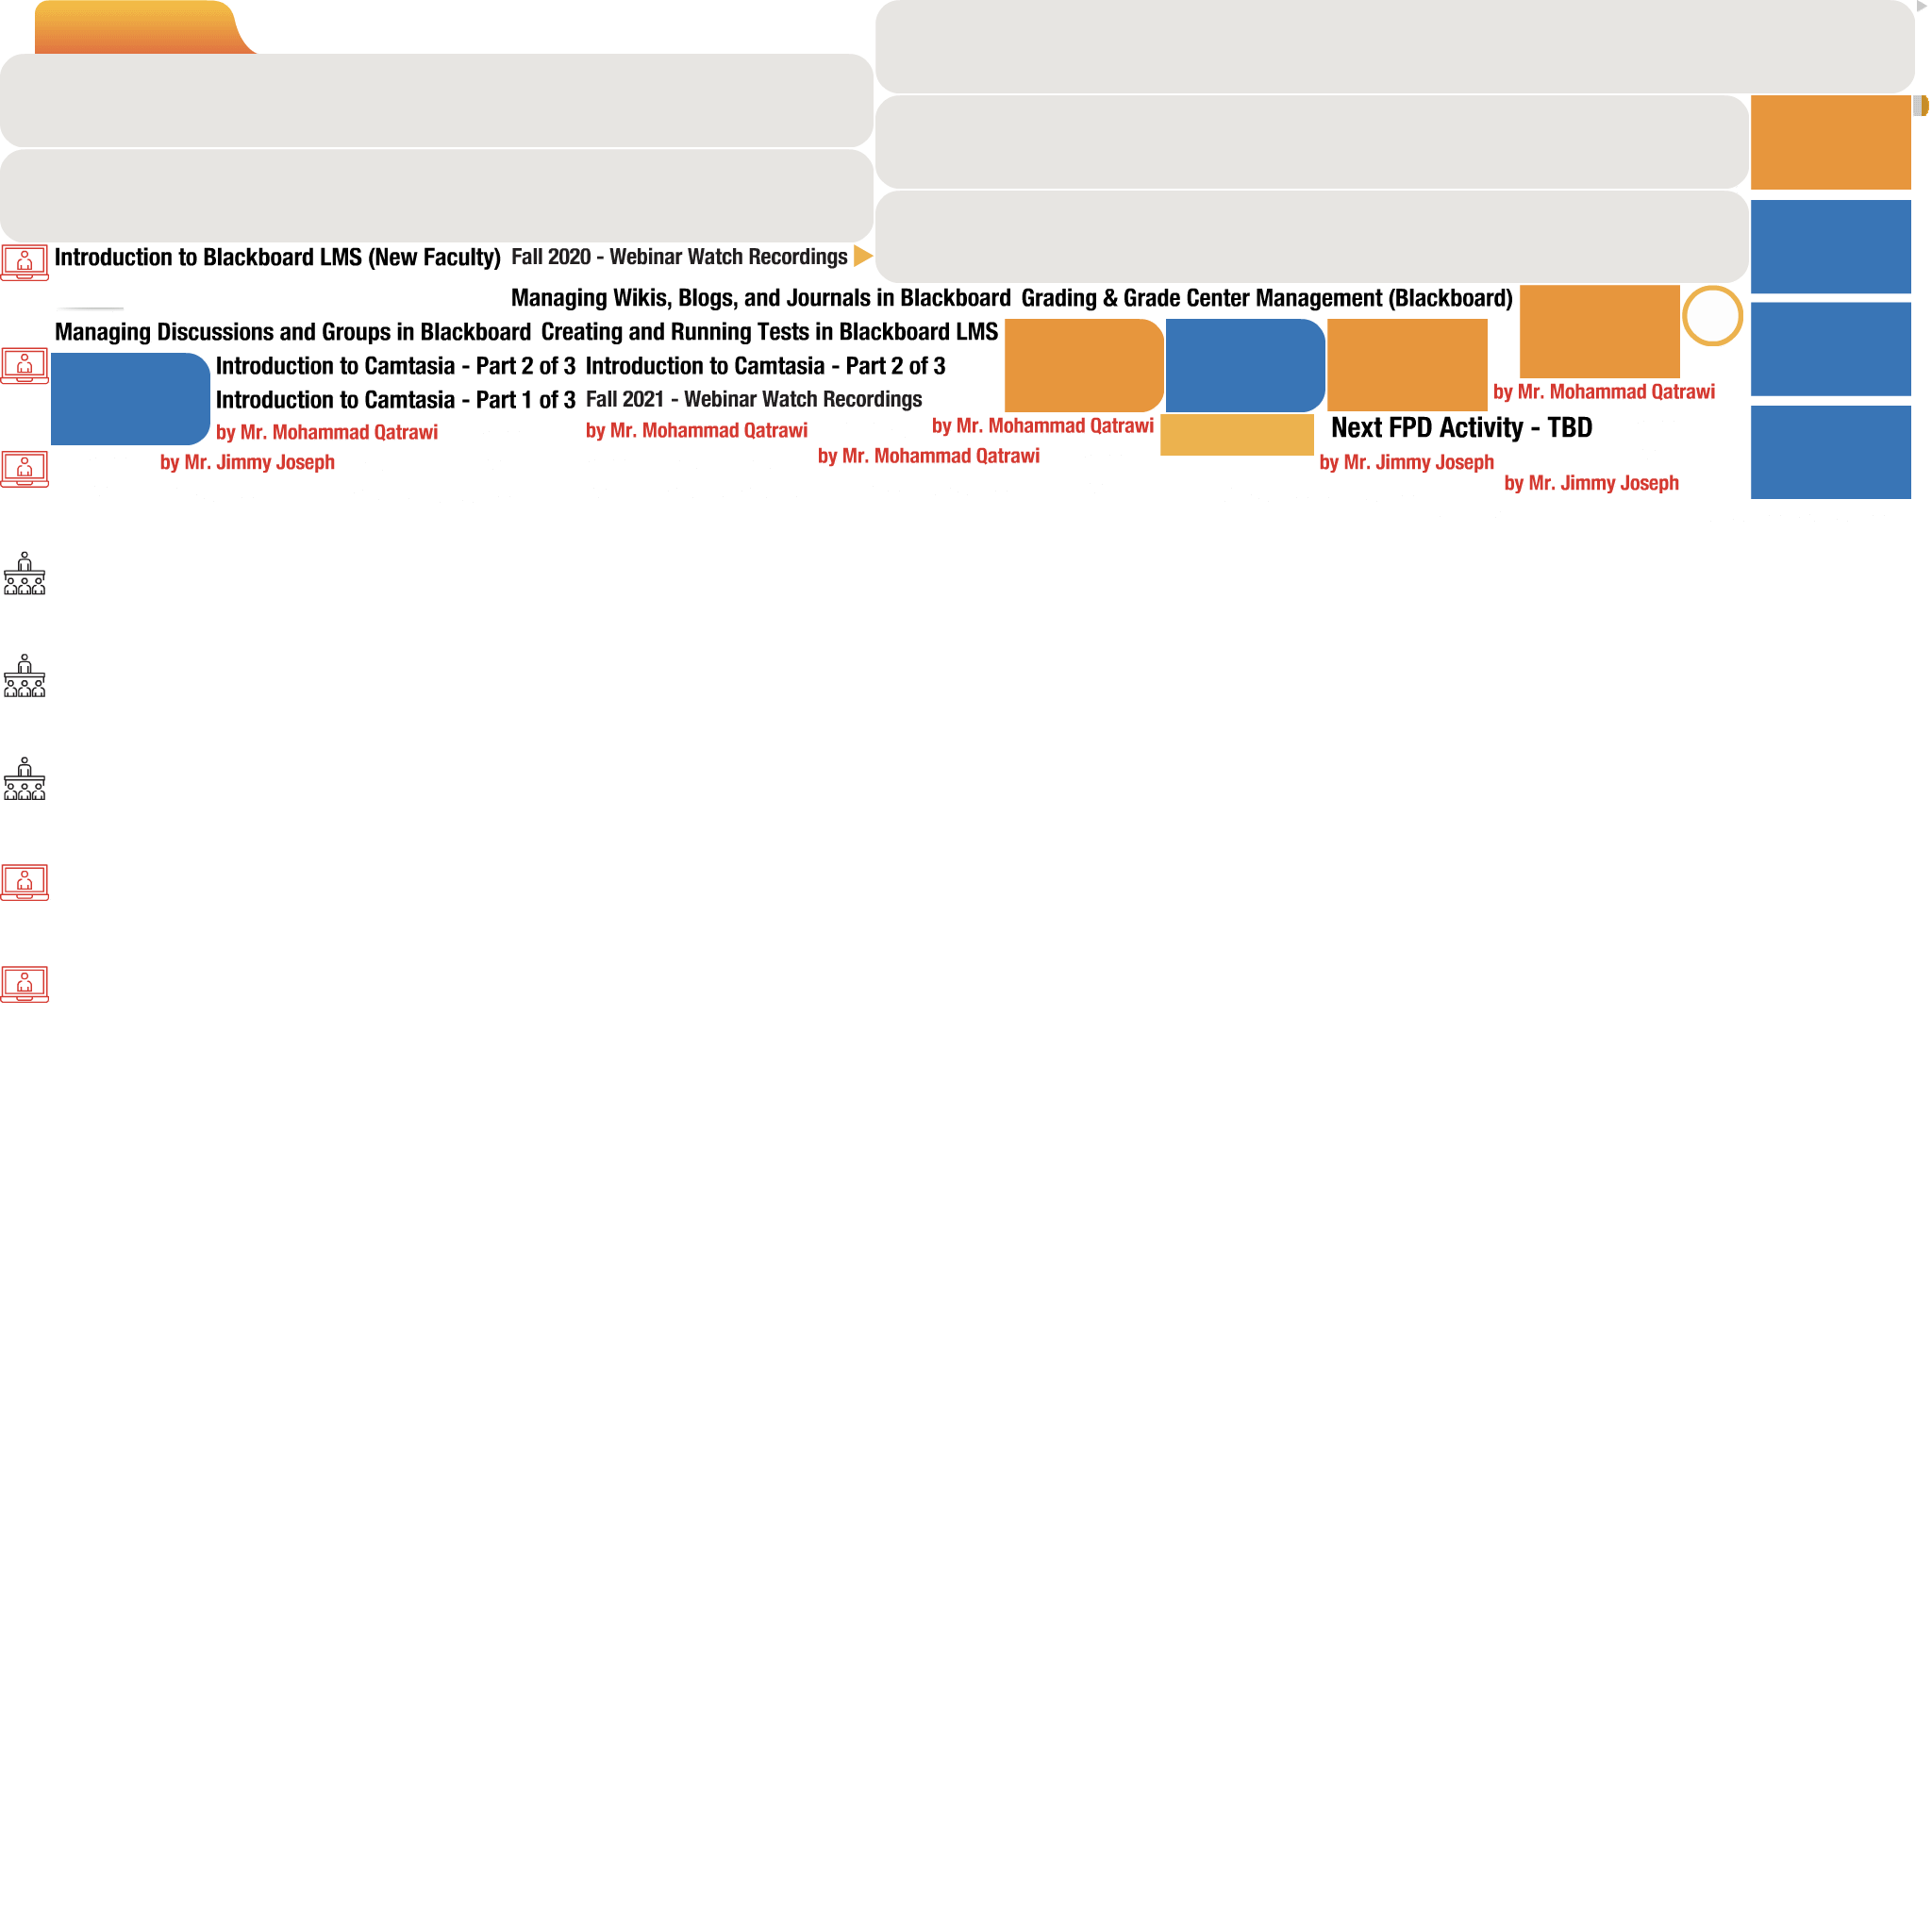 Introduction to Blackboard LMS (New Faculty)
Fall 2020 - Webinar Watch Recordings
Managing Wikis, Blogs, and Journals in Blackboard
Grading & Grade Center Management (Blackboard)
Managing Discussions and Groups in Blackboard
Creating and Running Tests in Blackboard LMS
Introduction to Camtasia - Part 2 of 3
Introduction to Camtasia - Part 2 of 3
by Mr. Mohammad Qatrawi
Introduction to Camtasia - Part 1 of 3
Fall 2021 - Webinar Watch Recordings
by Mr. Mohammad Qatrawi
by Mr. Mohammad Qatrawi
by Mr. Mohammad Qatrawi
Next FPD Activity - TBD
by Mr. Mohammad Qatrawi
by Mr. Jimmy Joseph
by Mr. Jimmy Joseph
by Mr. Jimmy Joseph